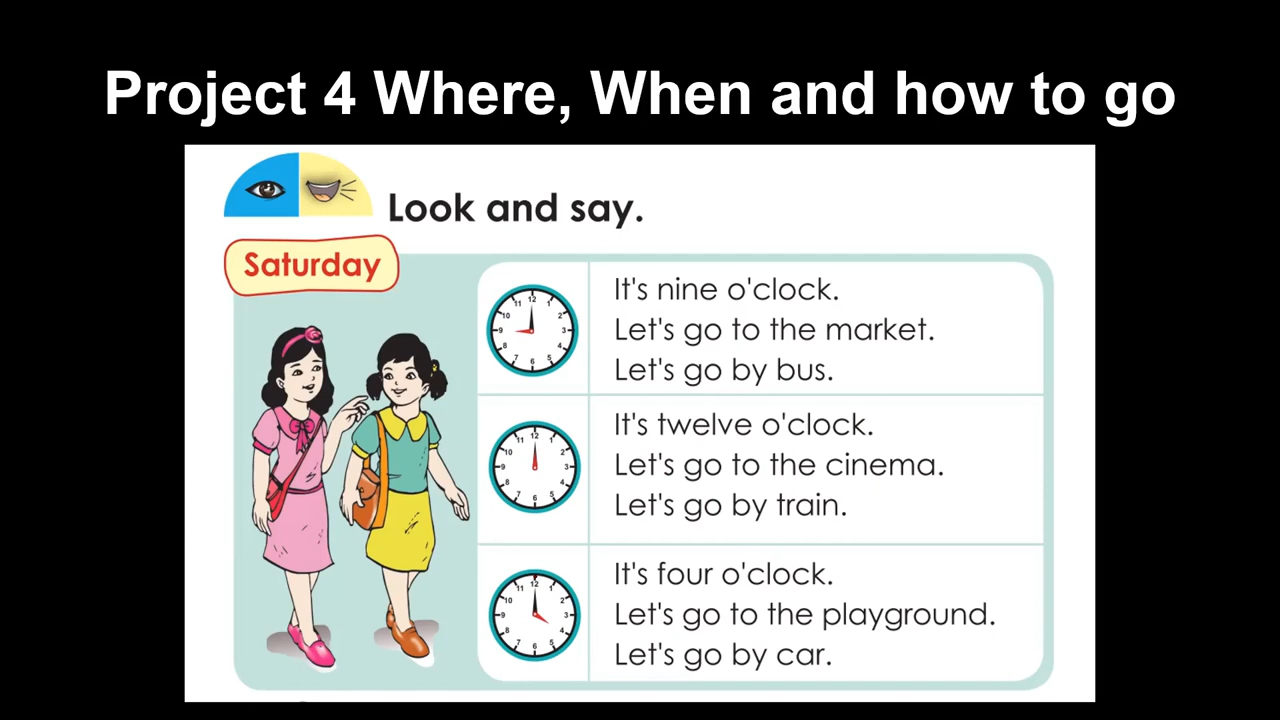 Project 4 Where, When and how to go
Look and say.
Saturday
It's nine o'clock.
Let's go to the market.
Let's go by bus.
It's twelve o'clock.
Let's go to the cinema.
Let's go by train.
It's four o'clock.
Let's go to the playground.
Let's go by car.